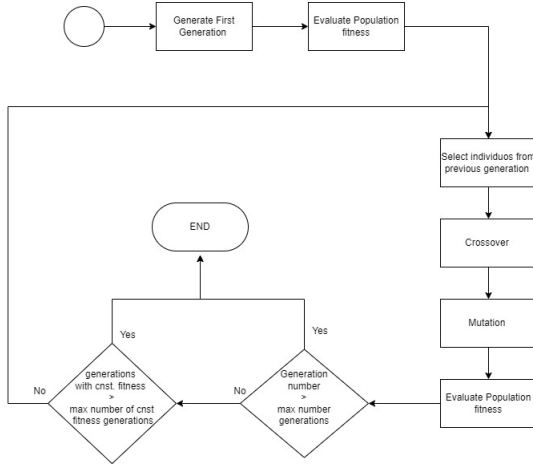 Generate First
Generation
Evaluate Population
fitness
Select individuos from
previous generation
Crossover
Mutation
Evaluate Population
fitness
Generation
number
>
max number
generations
Yes
No
generations
with cnst. fitness
>
max number of cnst
fitness generations
Yes
No
END